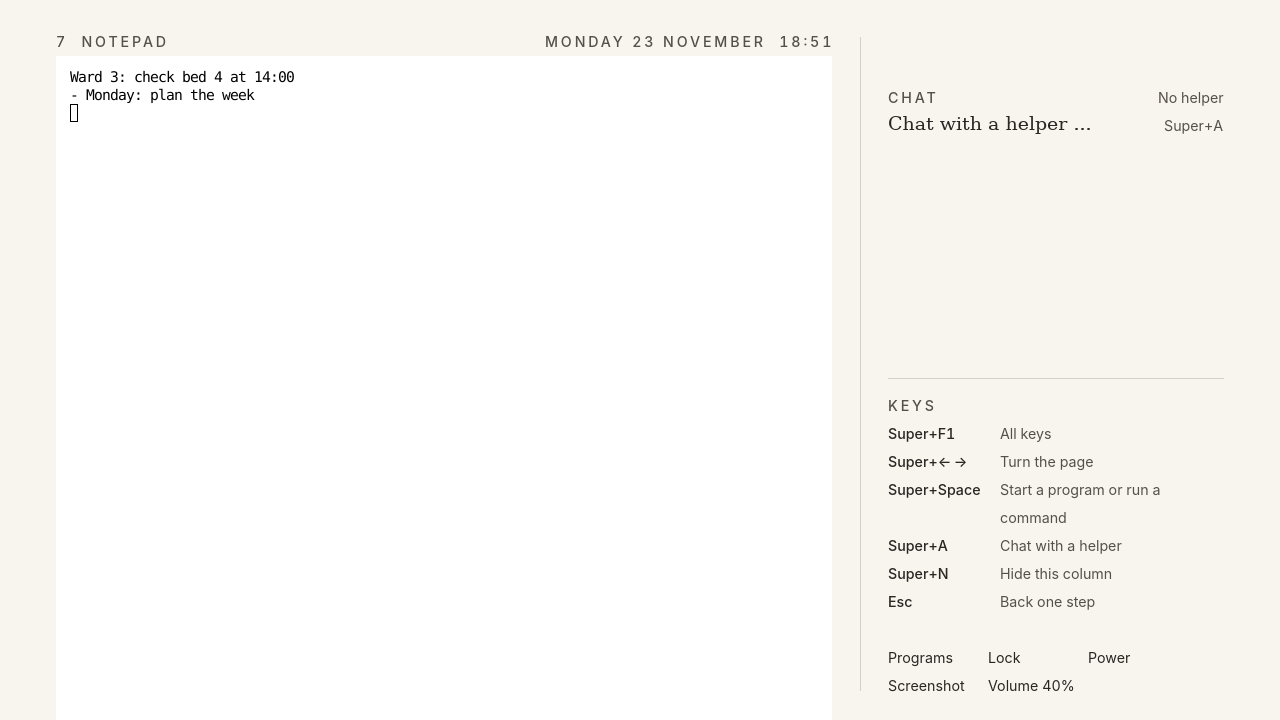 7 NOTEPAD
MONDAY 23 NOVEMBER 18:51
Ward 3: check bed 4 at 14:00
- Monday: plan the week
CHAT
No helper
Chat with a helper ...
Super+A
KEYS
Super+F1 All keys
Super+← → Turn the page
Super+Space Start a program or run a
command
Super+A Chat with a helper
Super+N Hide this column
Esc Back one step
Programs Lock Power
Screenshot Volume 40%